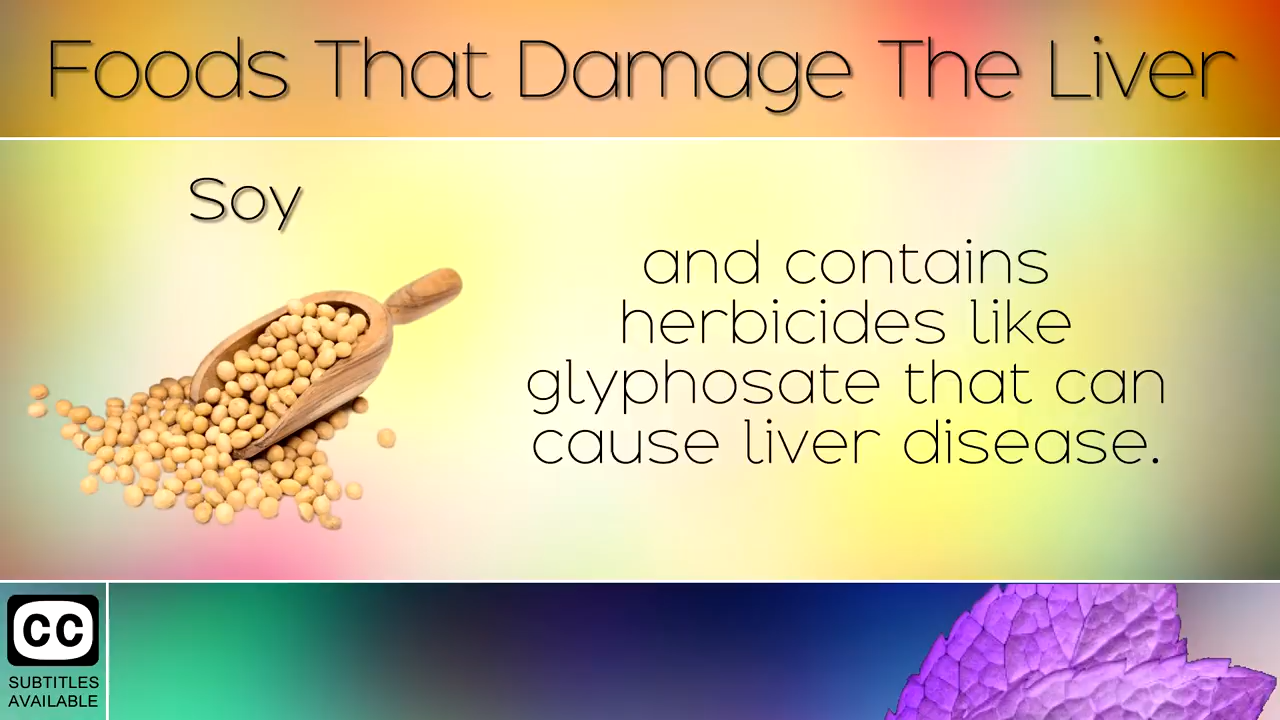 Foods That Damage The Liver
Soy
and contains
herbicides like
glyphosate that can
cause liver disease.
CC
SUBTITLES
AVAILABLE